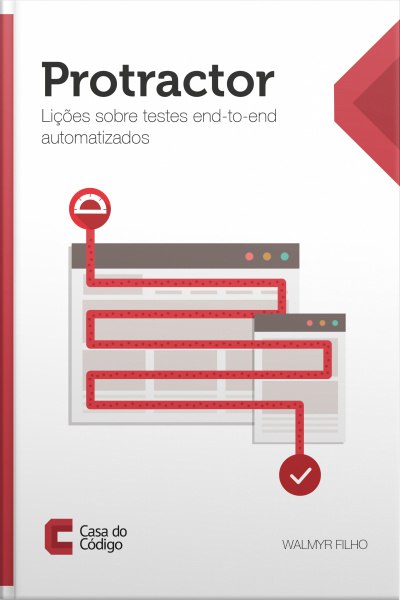 Protractor
Lições sobre testes end-to-end
automatizados
Casa do
Código
WALMYR FILHO